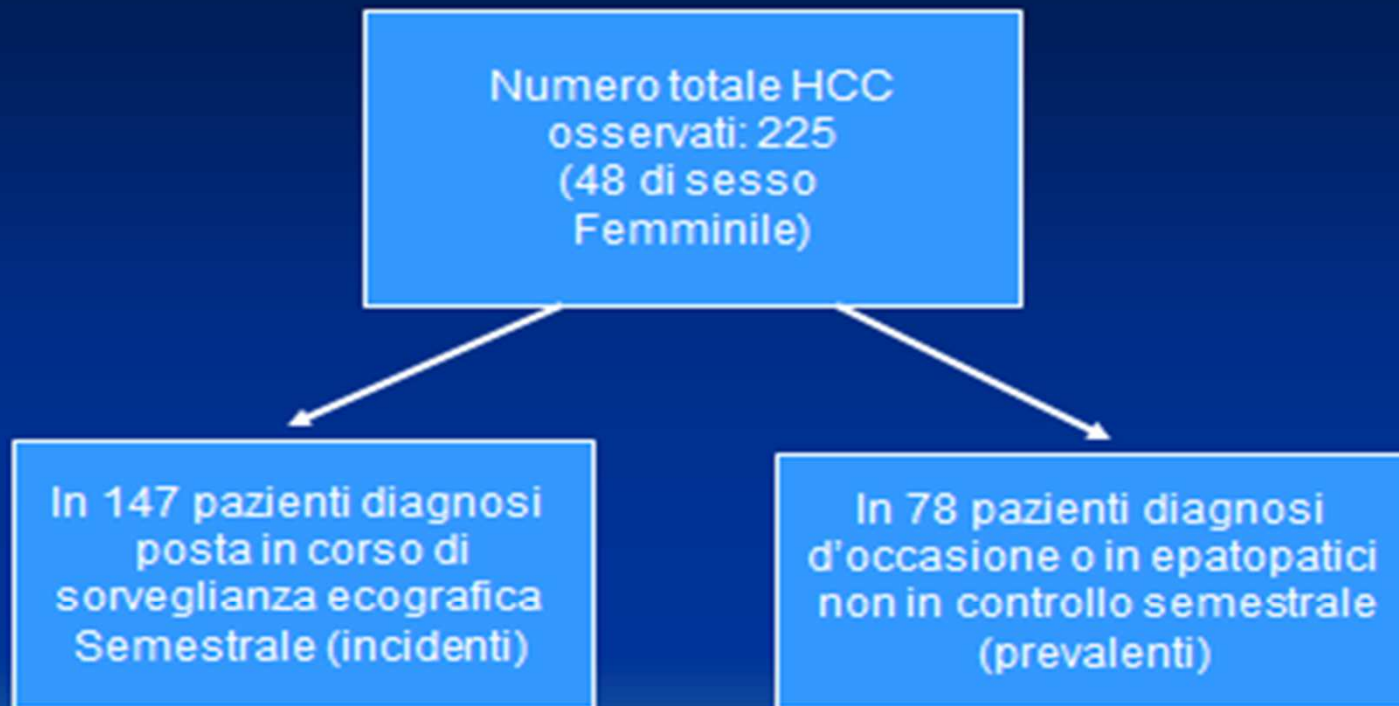 Numero totale HCC
osservati: 225
(48 di sesso
Femminile)
In 147 pazienti diagnosi
posta in corso di
sorveglianza ecografica
Semestrale (incidenti)
In 78 pazienti diagnosi
d'occasione o in epatopatici
non in controllo semestrale
(prevalenti)